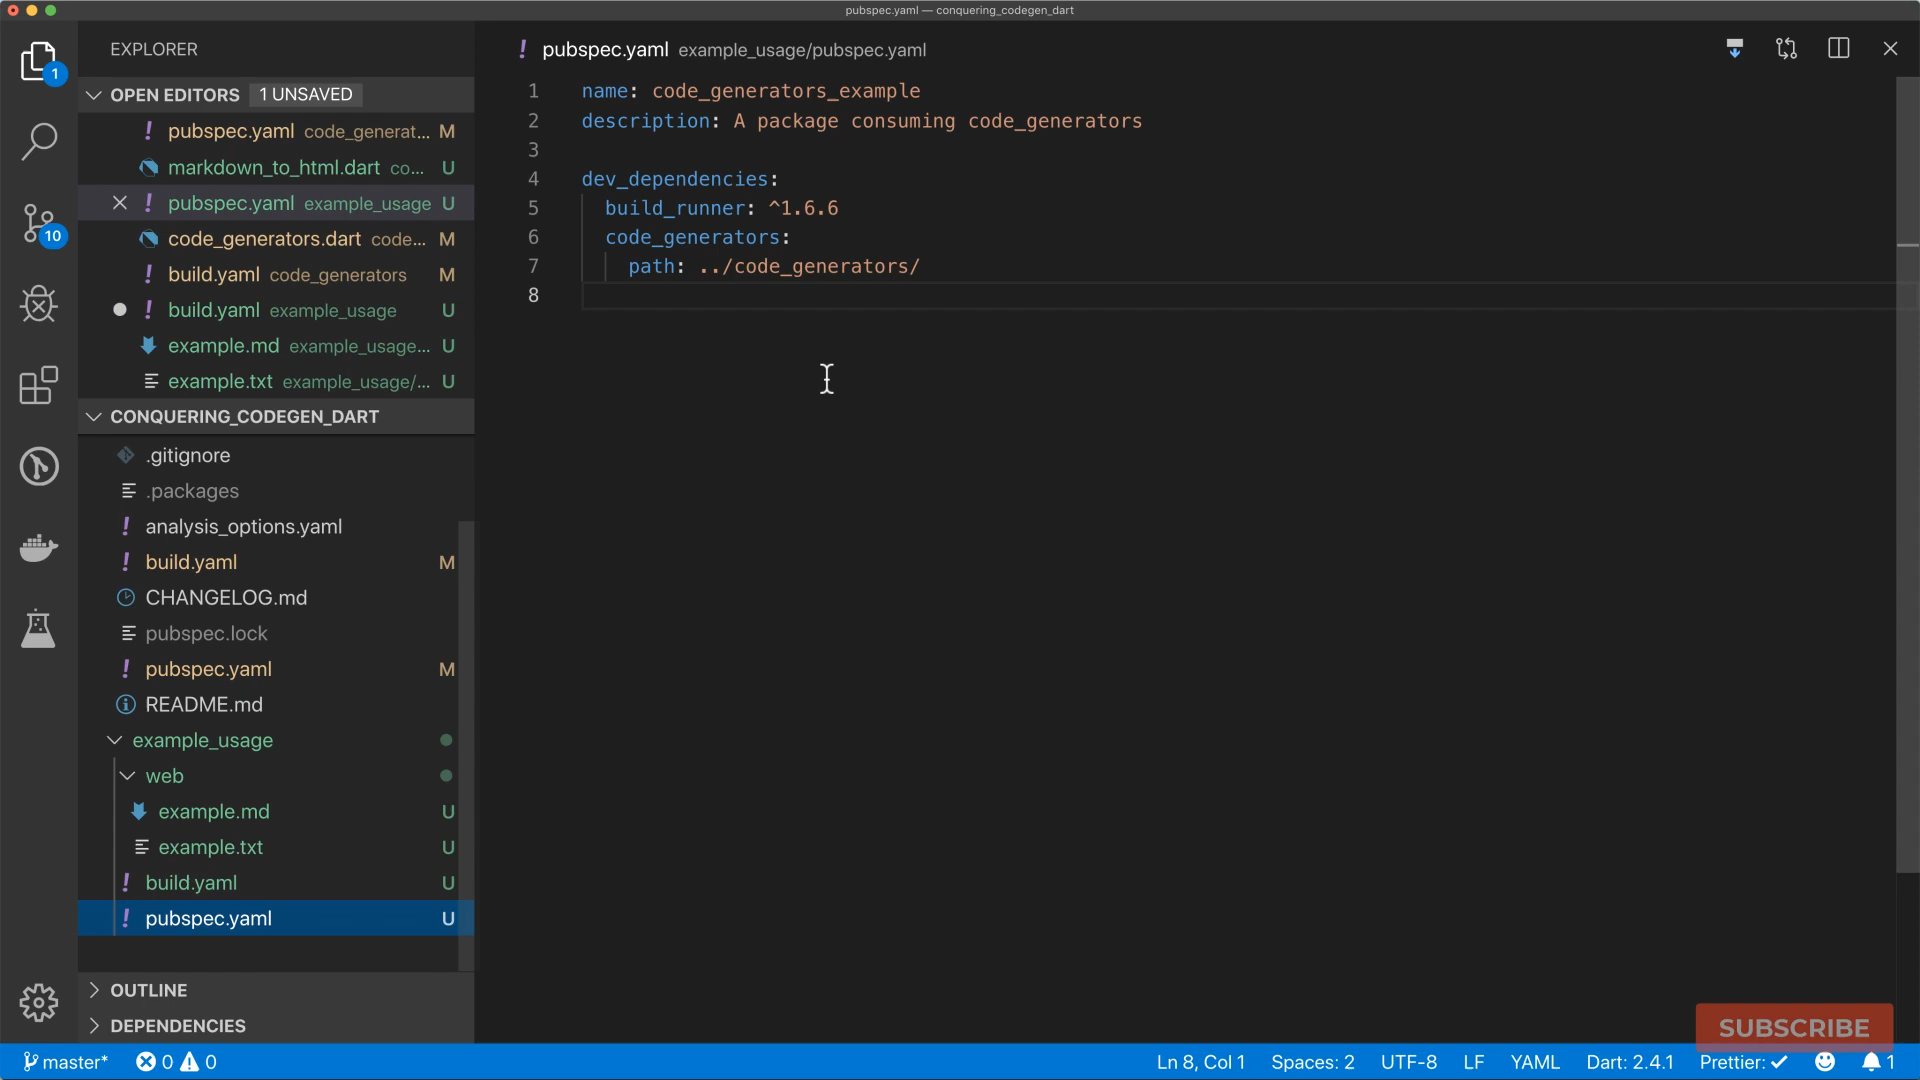 pubspec.yaml — conquering_codegen_dart
EXPLORER
OPEN EDITORS 1 UNSAVED
! pubspec.yaml code_generat... M
markdown_to_html.dart co... U
! pubspec.yaml example_usage U
code_generators.dart code... M
! build.yaml code_generators M
! build.yaml example_usage U
example.md example_usage... U
example.txt example_usage/... U
CONQUERING_CODEGEN_DART
.gitignore
.packages
! analysis_options.yaml
! build.yaml M
CHANGELOG.md
pubspec.lock
! pubspec.yaml M
README.md
example_usage
web
example.md U
example.txt U
! build.yaml U
! pubspec.yaml U
OUTLINE
DEPENDENCIES
1
10
! pubspec.yaml example_usage/pubspec.yaml
1 name: code_generators_example
2 description: A package consuming code_generators
3
4 dev_dependencies:
5 build_runner: ^1.6.6
6 code_generators:
7 path: ../code_generators/
8
SUBSCRIBE
master* 0 0 Ln 8, Col 1 Spaces: 2 UTF-8 LF YAML Dart: 2.4.1 Prettier: ✓ 1